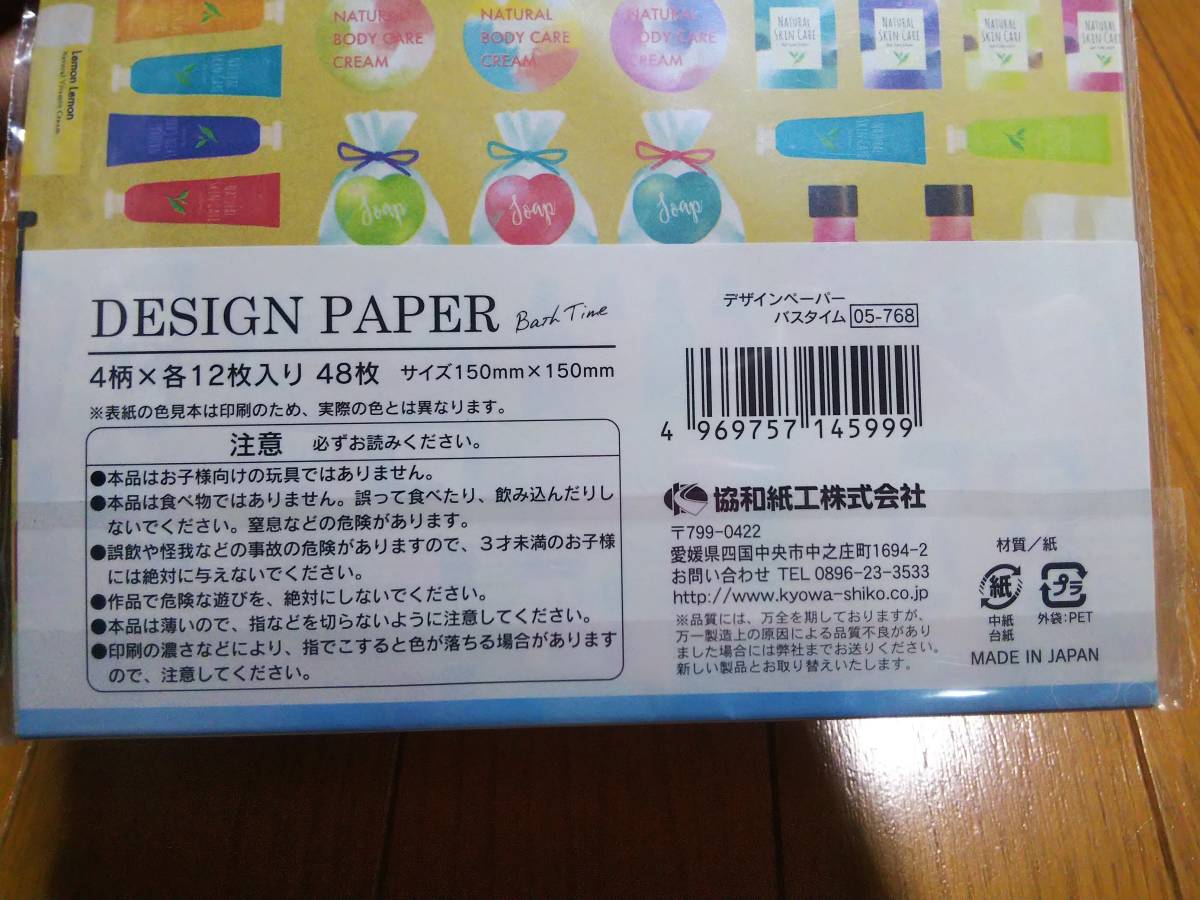 NATURAL
BODY CARE
CREAM
NATURAL
BODY CARE
CREAM
NATURAL
BODY CARE
CREAM
NATURAL
SKIN CARE
NATURAL
SKIN CARE
NATURAL
SKIN CARE
NATURAL
SKIN CARE
Lemon Lemon
Soap
Soap
Soap
DESIGN PAPER Bath Time
4柄×各12枚入り 48枚 サイズ150mm×150mm
※表紙の色見本は印刷のため、実際の色とは異なります。
注意 必ずお読みください。
●本品はお子様向けの玩具ではありません。
●本品は食べ物ではありません。誤って食べたり、飲み込んだりし
ないでください。窒息などの危険があります。
●誤飲や怪我などの事故の危険がありますので、3才未満のお子様
には絶対に与えないでください。
●作品で危険な遊びを、絶対にしないでください。
●本品は薄いので、指などを切らないように注意してください。
●印刷の濃さなどにより、指でこすると色が落ちる場合があります
ので、注意してください。
デザインペーパー
バスタイム 05-768
4 969757 145999
協和紙工株式会社
〒799-0422
愛媛県四国中央市中之庄町1694-2
お問い合わせ TEL 0896-23-3533
http://www.kyowa-shiko.co.jp
※品質には、万全を期しておりますが、
万一製造上の原因による品質不良があり
ました場合には弊社までお送りください。
新しい製品とお取り替えいたします。
材質/紙
紙 プラ
中紙
台紙
外袋:PET
MADE IN JAPAN